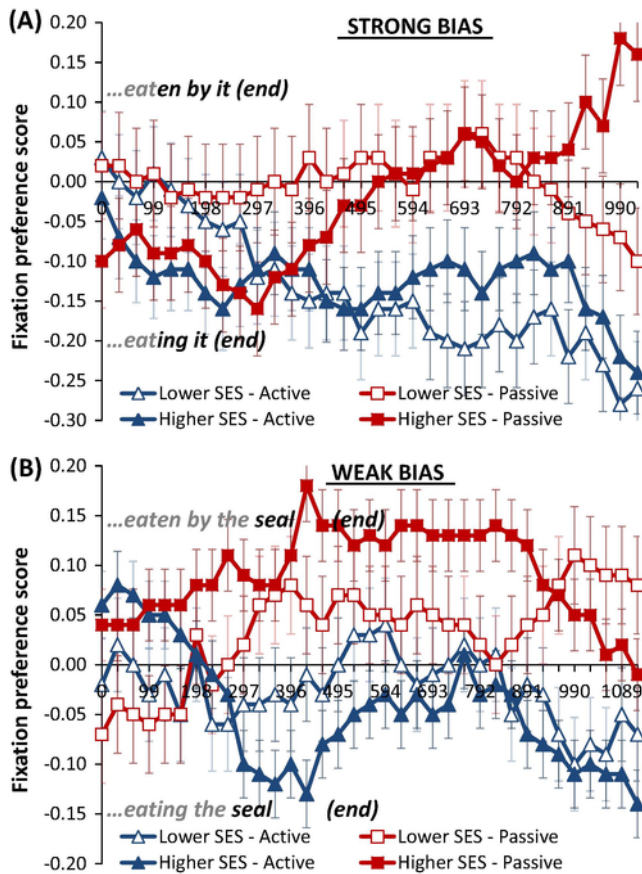 (A)
STRONG BIAS
Fixation preference score
0.20
0.15
0.10
0.05
0.00
-0.05
-0.10
-0.15
-0.20
-0.25
-0.30
...eaten by it (end)
0 99 198 297 396 495 594 693 792 891 990
...eating it (end)
Lower SES - Active Lower SES - Passive
Higher SES - Active Higher SES - Passive
(B)
WEAK BIAS
Fixation preference score
0.20
0.15
0.10
0.05
0.00
-0.05
-0.10
-0.15
-0.20
...eaten by the seal (end)
0 99 198 297 396 495 594 693 792 891 990 1089
...eating the seal (end)
Lower SES - Active Lower SES - Passive
Higher SES - Active Higher SES - Passive